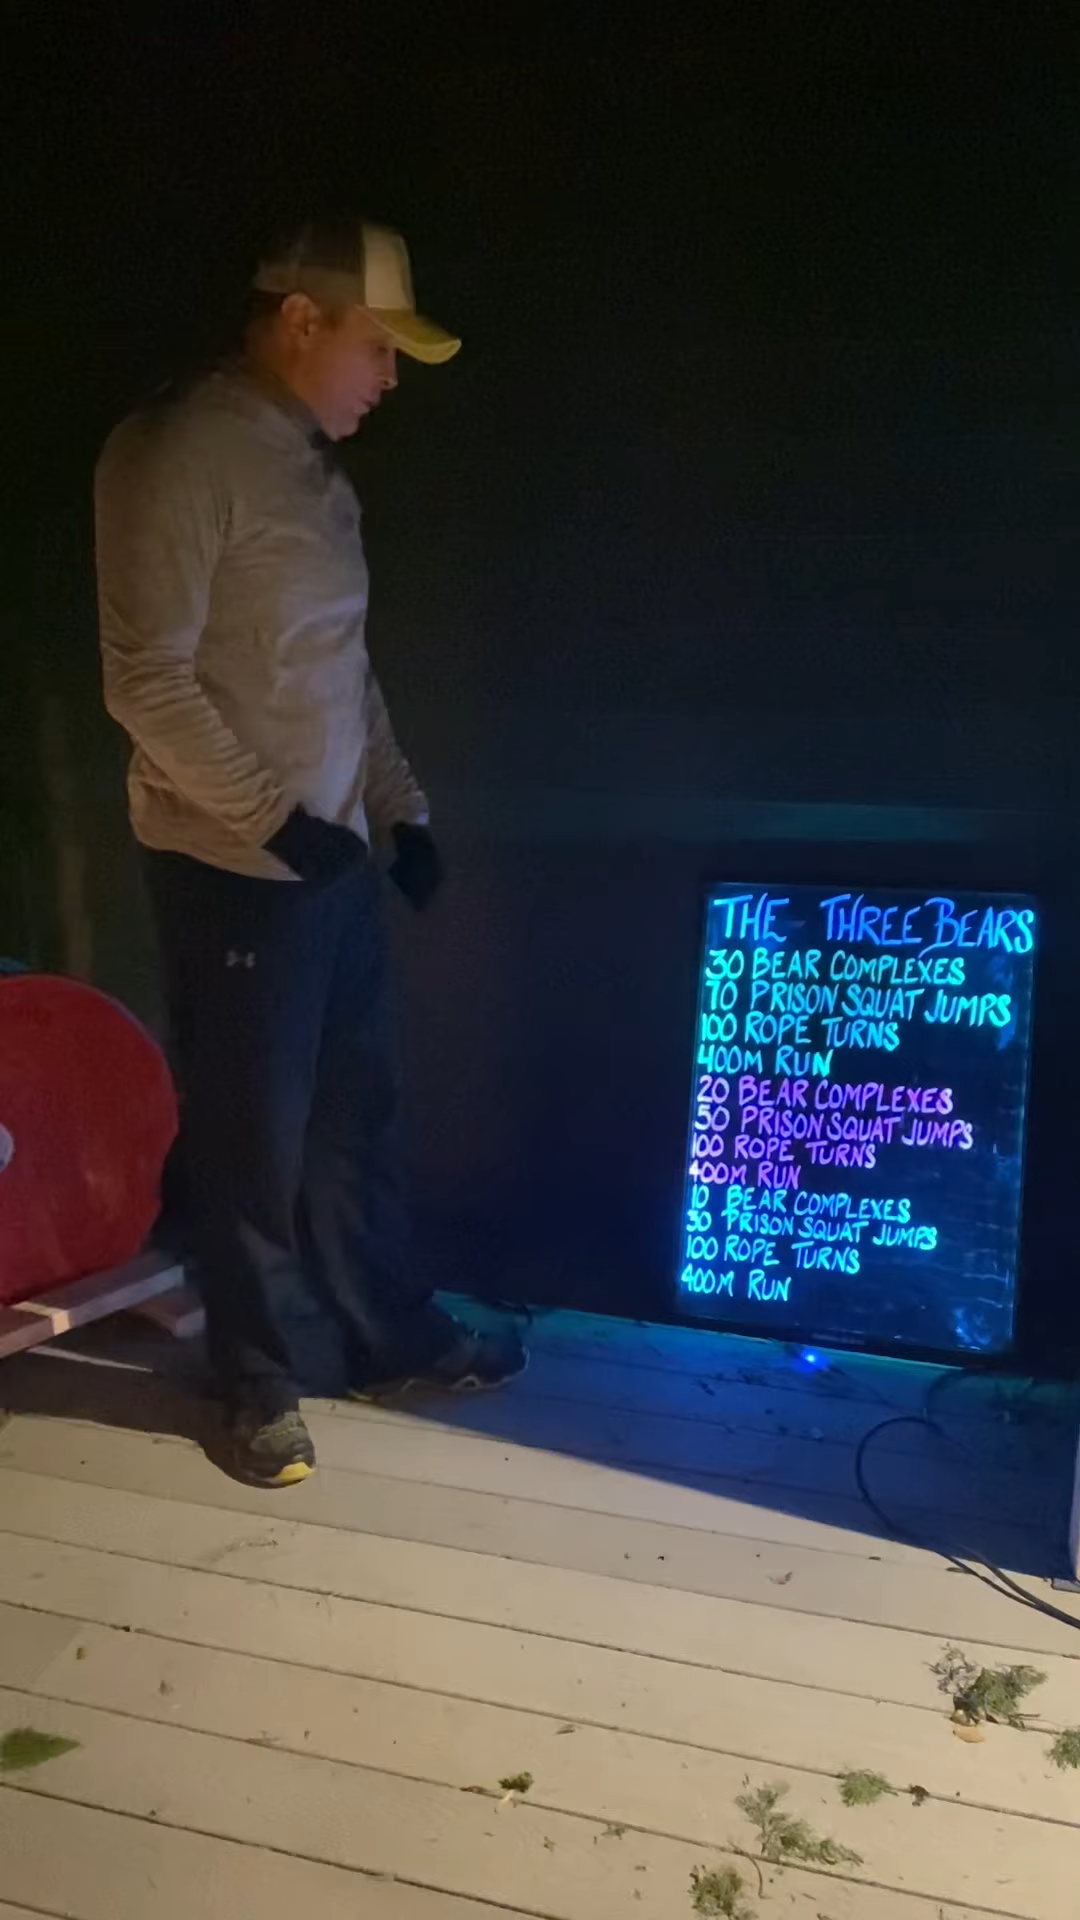 THE THREE BEARS
30 BEAR COMPLEXES
70 PRISON SQUAT JUMPS
100 ROPE TURNS
400M RUN
20 BEAR COMPLEXES
50 PRISON SQUAT JUMPS
100 ROPE TURNS
400M RUN
10 BEAR COMPLEXES
30 PRISON SQUAT JUMPS
100 ROPE TURNS
400M RUN